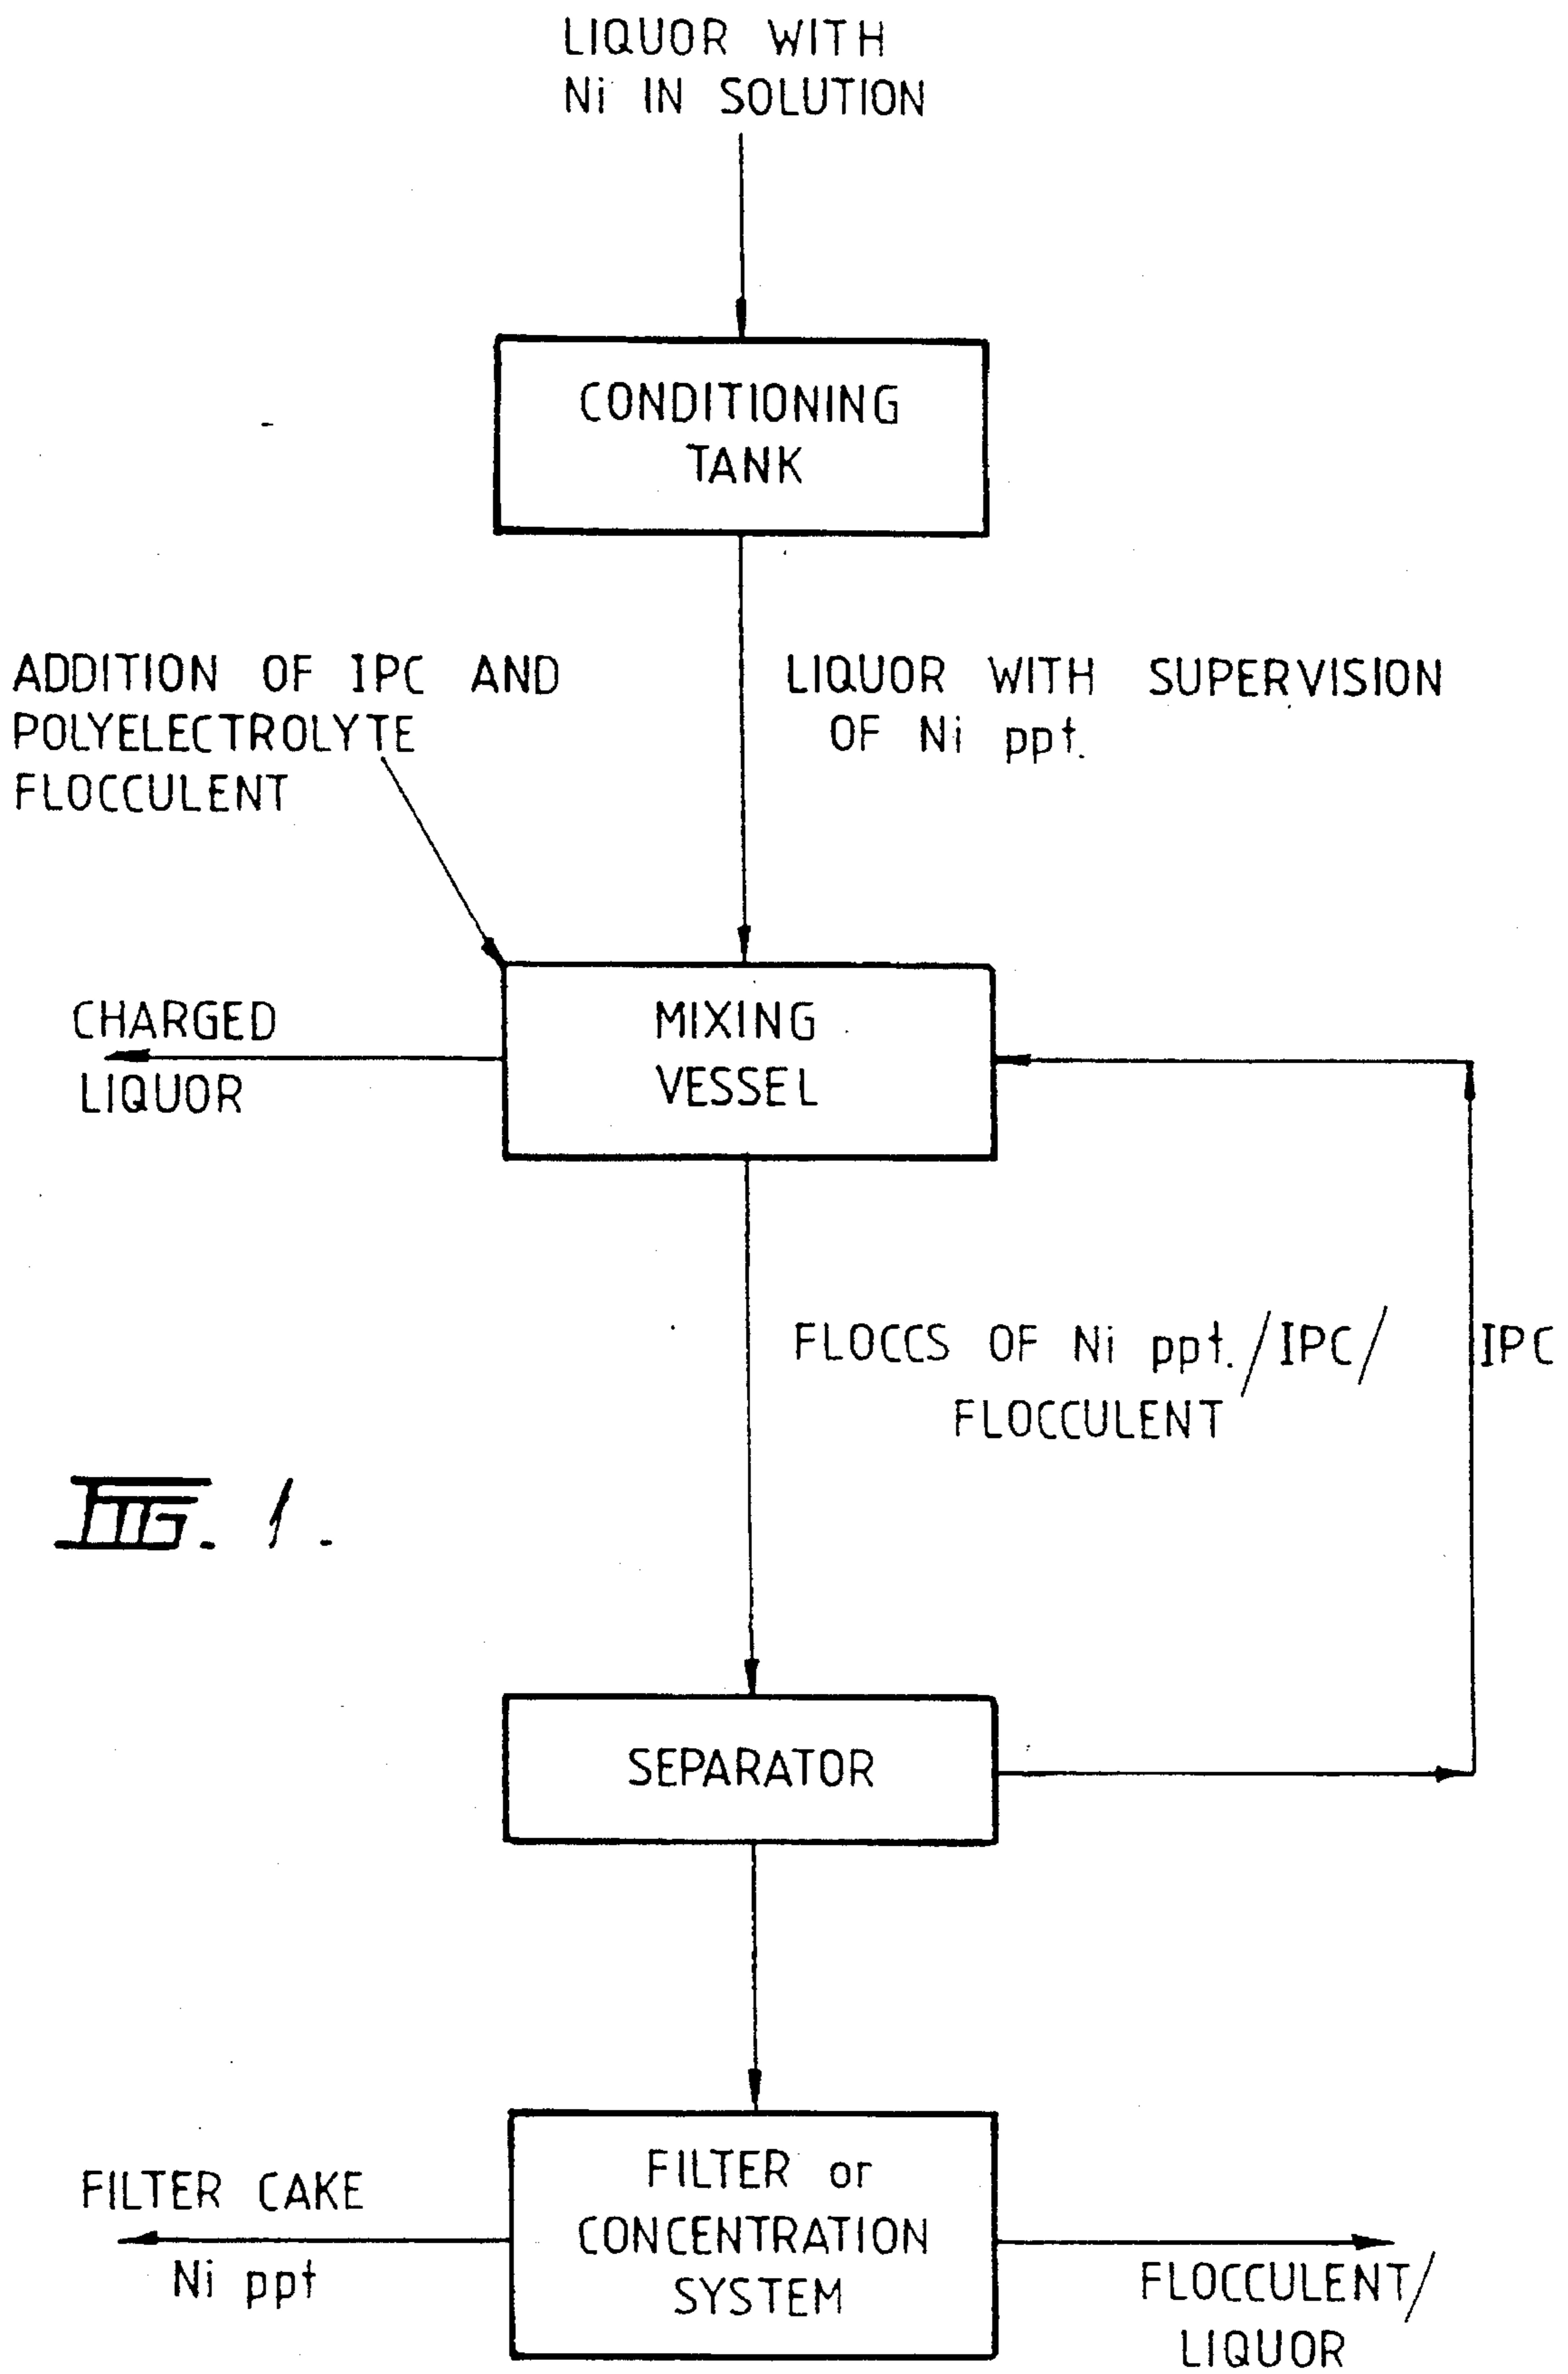 LIQUOR WITH
Ni IN SOLUTION
CONDITIONING
TANK
ADDITION OF IPC AND
POLYELECTROLYTE
FLOCCULENT
LIQUOR WITH SUPERVISION
OF Ni ppt.
CHARGED
LIQUOR
MIXING
VESSEL
FLOCCS OF Ni ppt./IPC/
FLOCCULENT
IPC
FIG. 1.
SEPARATOR
FILTER CAKE
Ni ppt
FILTER or
CONCENTRATION
SYSTEM
FLOCCULENT/
LIQUOR